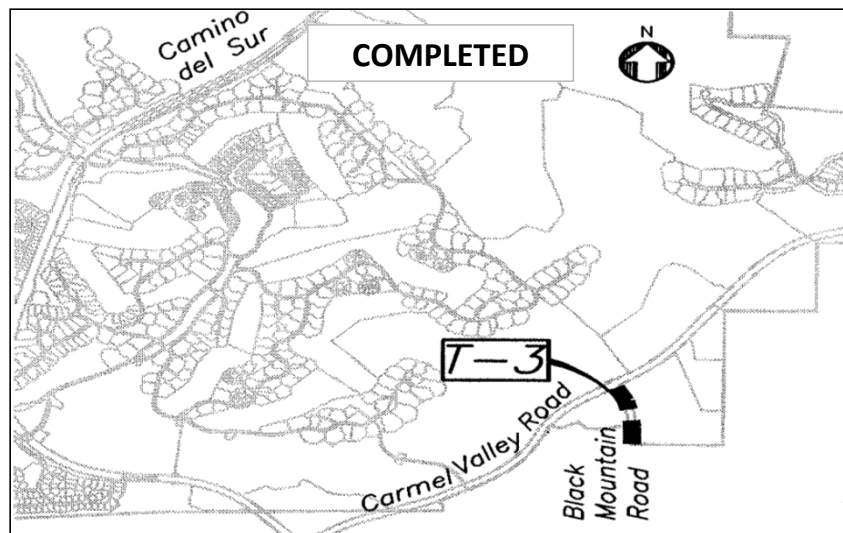 Camino
del Sur
COMPLETED
N
T-3
Carmel Valley Road
Black
Mountain
Road